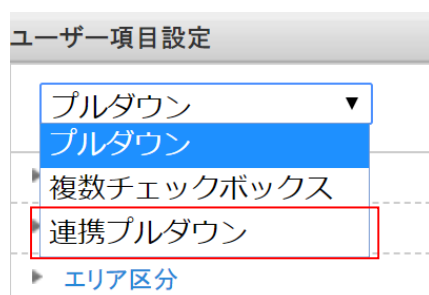 ユーザー項目設定
プルダウン ▼
プルダウン
複数チェックボックス
連携プルダウン
エリア区分